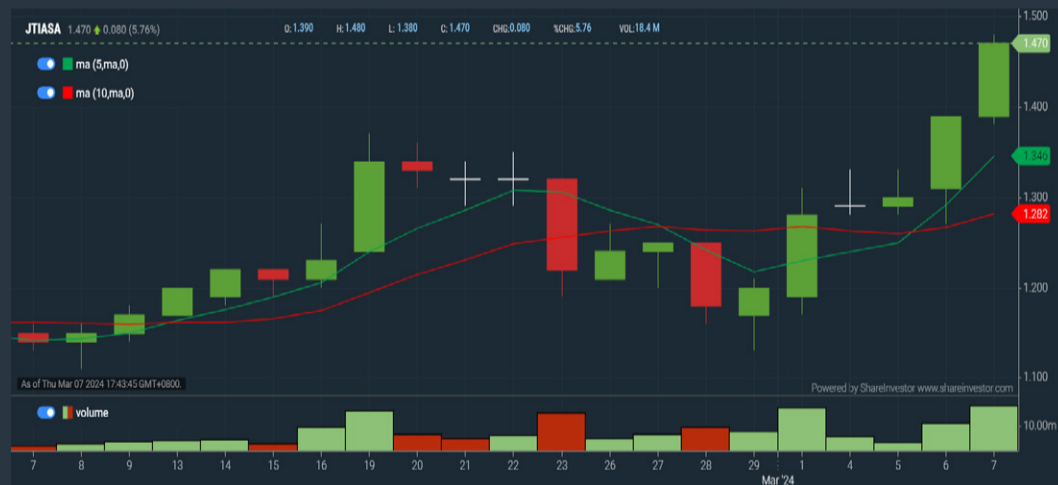 JTIASA 1.470 0.080 (5.76%) O: 1.390 H: 1.480 L: 1.380 C: 1.470 CHG:0.080 %CHG:5.76 VOL:18.4 M
ma (5,ma,0)
ma (10,ma,0)
1.500
1.470
1.400
1.346
1.300
1.282
1.200
1.100
As of Thu Mar 07 2024 17:43:45 GMT+0800.
Powered by ShareInvestor www.shareinvestor.com
volume
10.00m
7 8 9 13 14 15 16 19 20 21 22 23 26 27 28 29 1 4 5 6 7
Mar '24